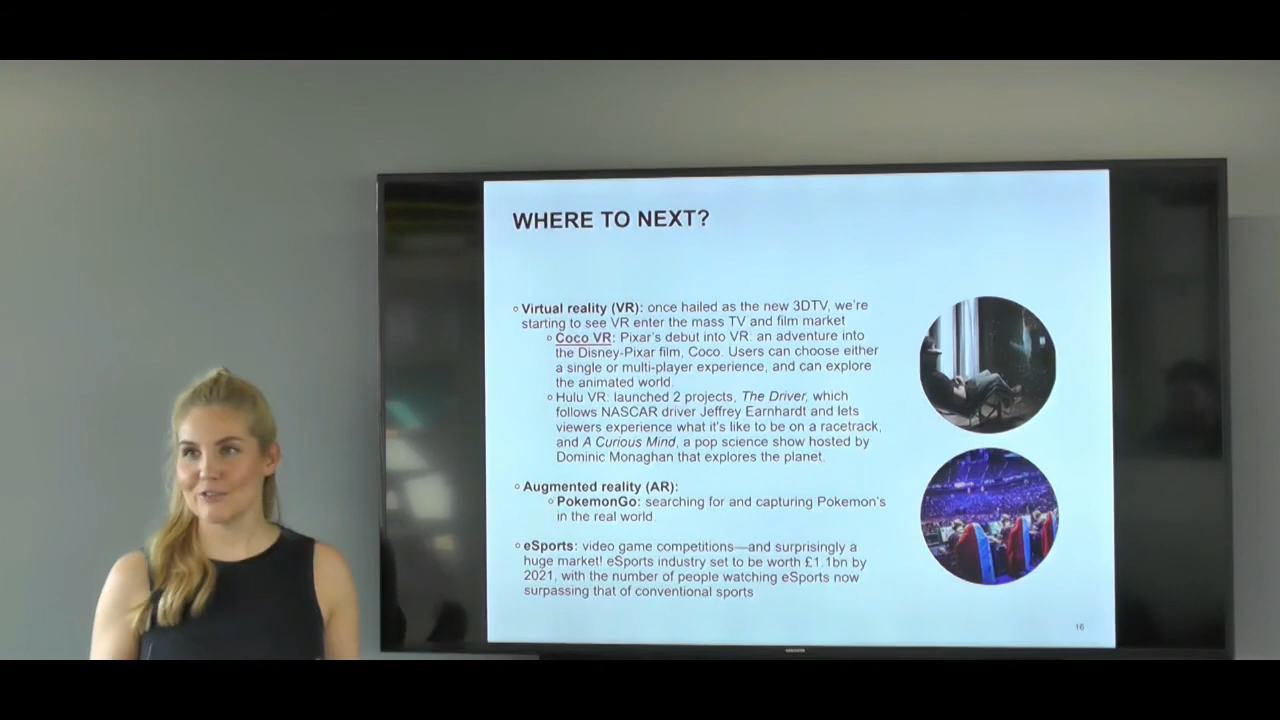 WHERE TO NEXT?
Virtual reality (VR): once hailed as the new 3DTV, we're
starting to see VR enter the mass TV and film market
Coco VR: Pixar's debut into VR: an adventure into
the Disney-Pixar film, Coco. Users can choose either
a single or multi-player experience, and can explore
the animated world.
Hulu VR: launched 2 projects, The Driver, which
follows NASCAR driver Jeffrey Earnhardt and lets
viewers experience what it's like to be on a racetrack,
and A Curious Mind, a pop science show hosted by
Dominic Monaghan that explores the planet.
Augmented reality (AR):
PokemonGo: searching for and capturing Pokemon's
in the real world.
eSports: video game competitions—and surprisingly a
huge market! eSports industry set to be worth £1.1bn by
2021, with the number of people watching eSports now
surpassing that of conventional sports
16